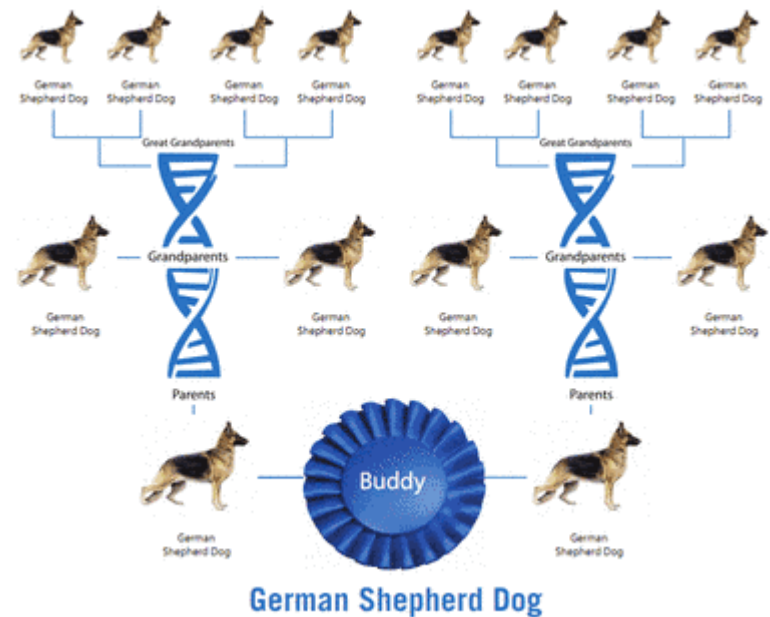 German
Shepherd Dog
German
Shepherd Dog
German
Shepherd Dog
German
Shepherd Dog
German
Shepherd Dog
German
Shepherd Dog
German
Shepherd Dog
German
Shepherd Dog
Great Grandparents
Great Grandparents
Grandparents
Grandparents
German
Shepherd Dog
German
Shepherd Dog
German
Shepherd Dog
German
Shepherd Dog
Parents
Parents
Buddy
German
Shepherd Dog
German
Shepherd Dog
German Shepherd Dog